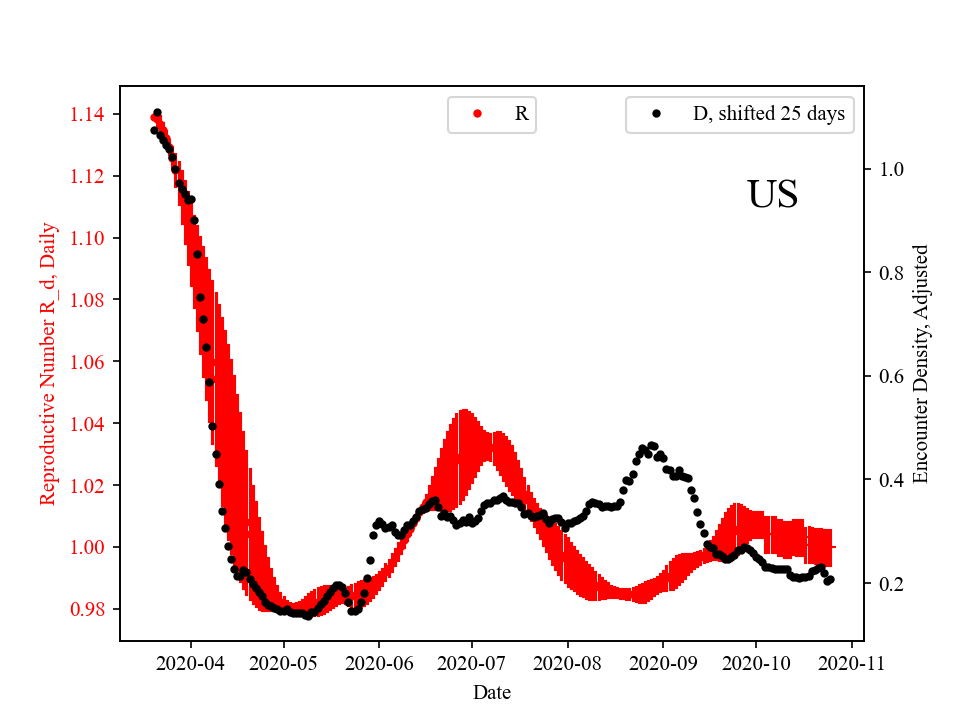 R
D, shifted 25 days
US
Reproductive Number R_d, Daily
1.14
1.12
1.10
1.08
1.06
1.04
1.02
1.00
0.98
1.0
0.8
0.6
0.4
0.2
Encounter Density, Adjusted
2020-04 2020-05 2020-06 2020-07 2020-08 2020-09 2020-10 2020-11
Date